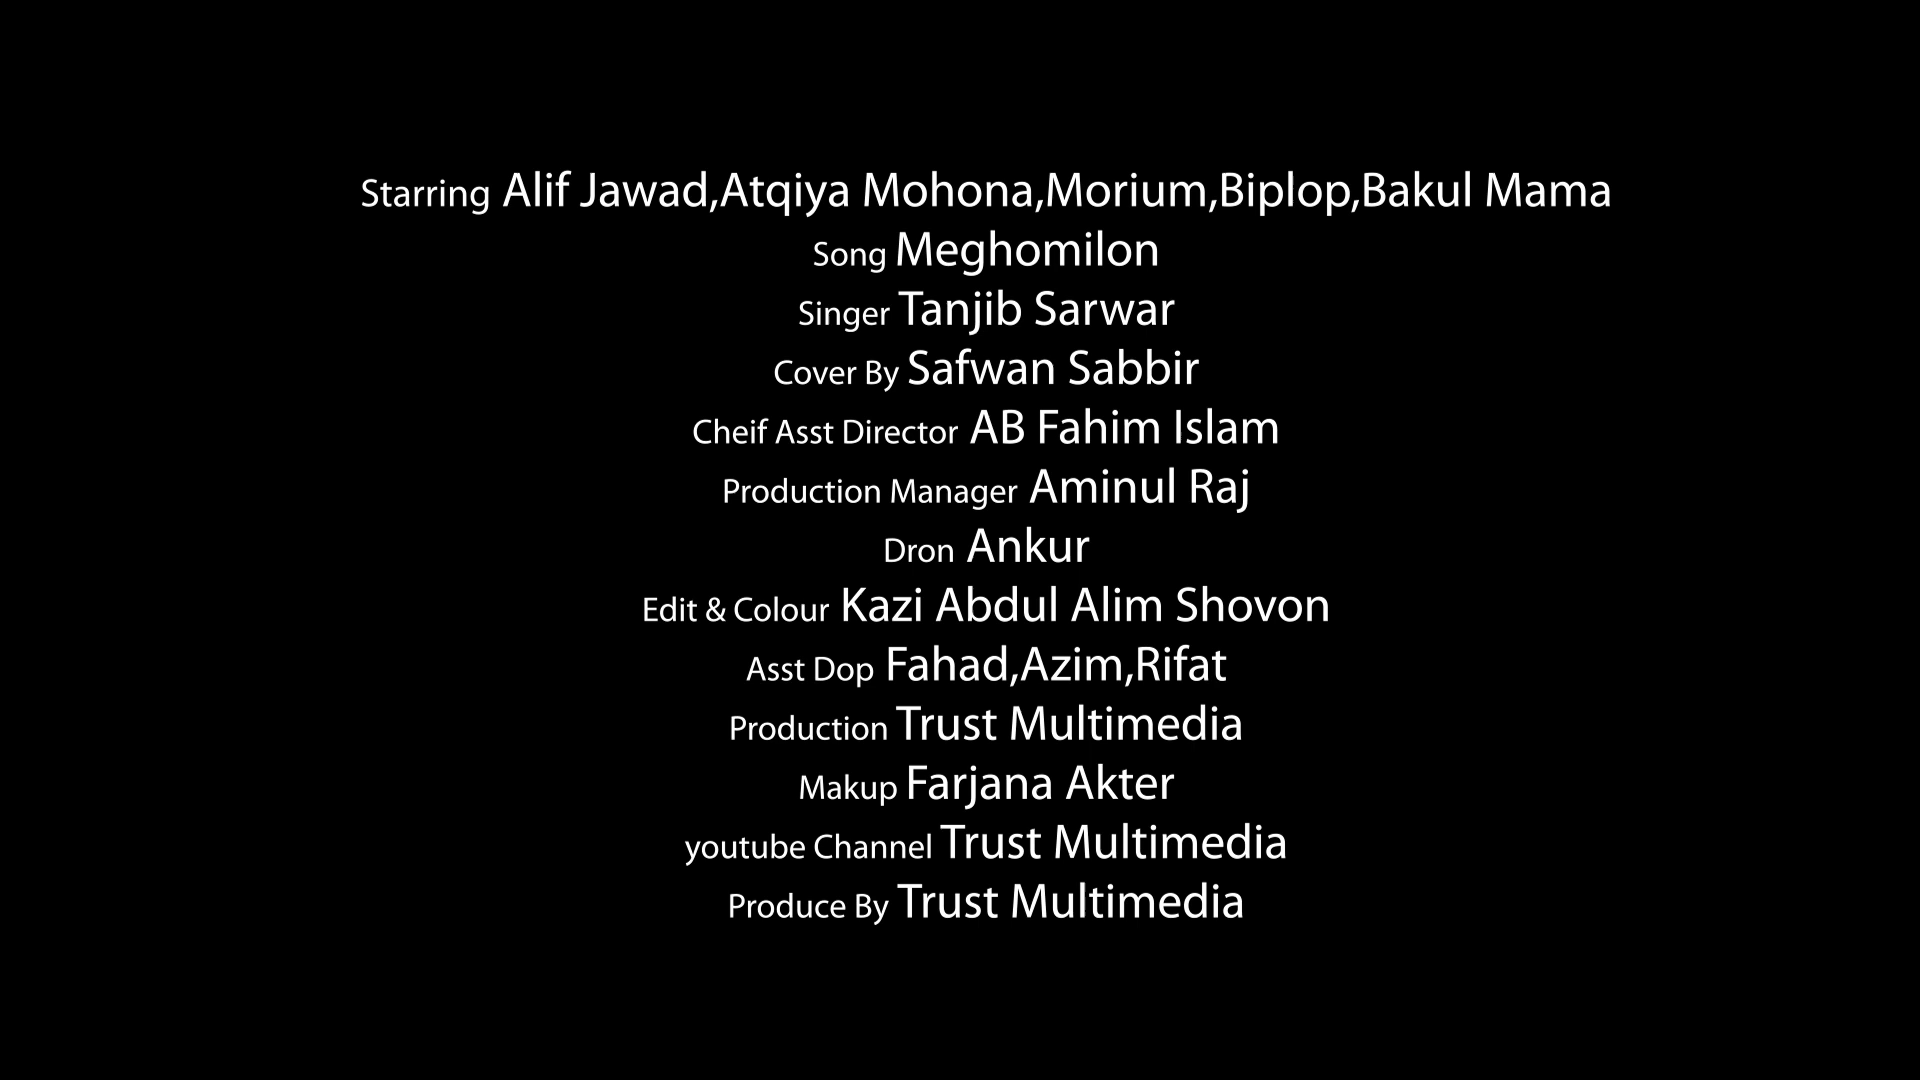 Starring Alif Jawad,Atqiya Mohona,Morium,Biplop,Bakul Mama
Song Meghomilon
Singer Tanjib Sarwar
Cover By Safwan Sabbir
Cheif Asst Director AB Fahim Islam
Production Manager Aminul Raj
Dron Ankur
Edit & Colour Kazi Abdul Alim Shovon
Asst Dop Fahad,Azim,Rifat
Production Trust Multimedia
Makup Farjana Akter
youtube Channel Trust Multimedia
Produce By Trust Multimedia